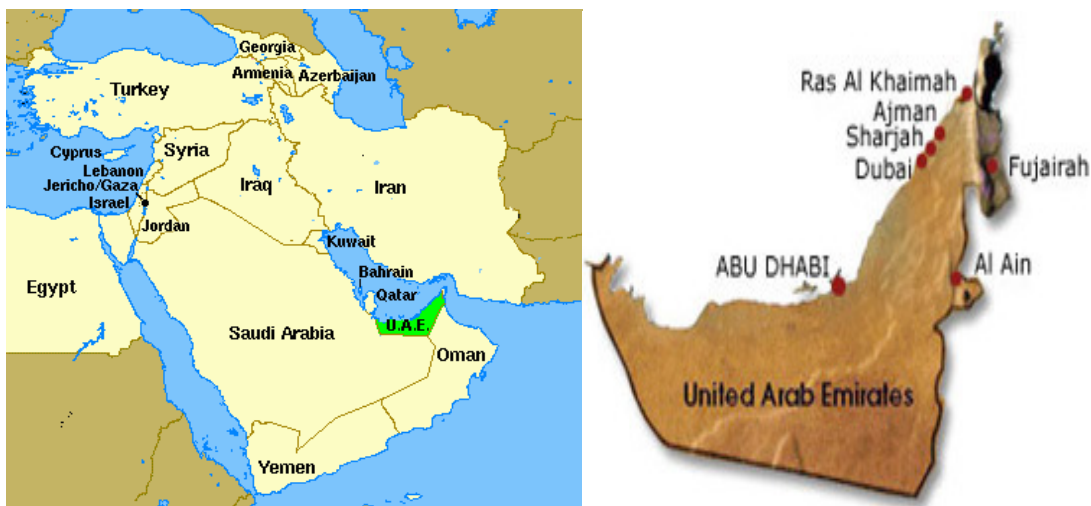 Georgia
Armenia
Azerbaijan
Turkey
Cyprus
Syria
Lebanon
Jericho/Gaza
Israel
Iraq
Iran
Jordan
Kuwait
Egypt
Bahrain
Qatar
U.A.E.
Saudi Arabia
Oman
Yemen
Ras Al Khaimah
Ajman
Sharjah
Dubai
Fujairah
ABU DHABI
Al Ain
United Arab Emirates